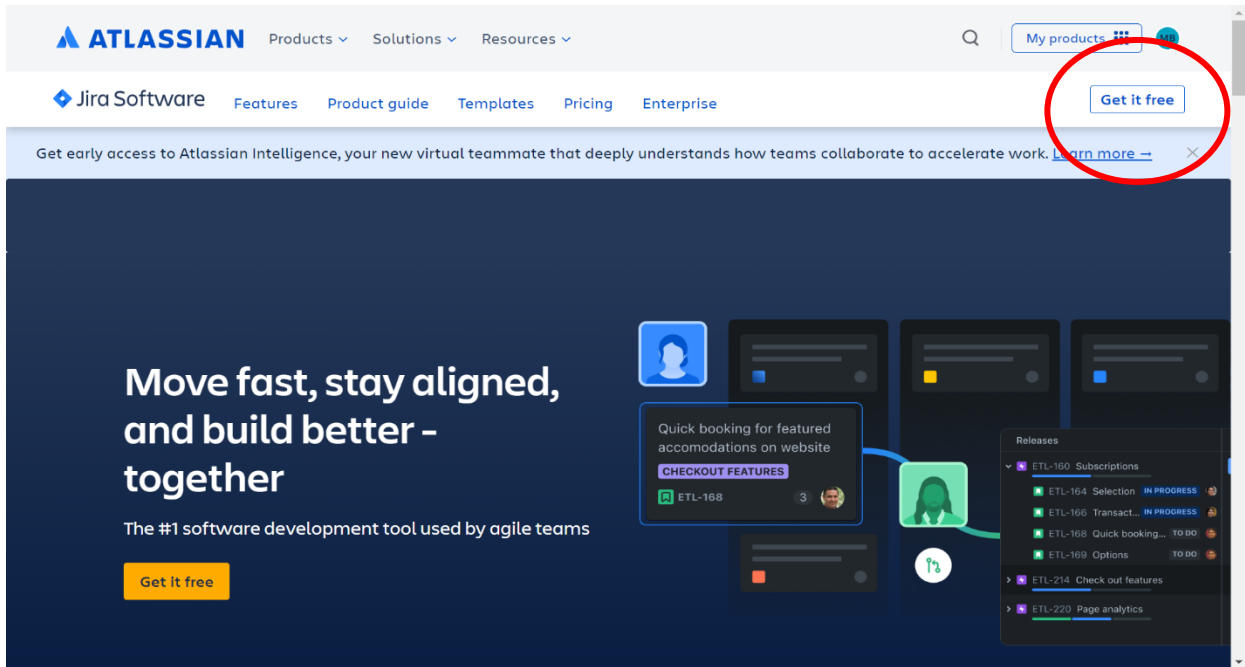 ATLASSIAN Products Solutions Resources My products MB
Jira Software Features Product guide Templates Pricing Enterprise Get it free
Get early access to Atlassian Intelligence, your new virtual teammate that deeply understands how teams collaborate to accelerate work. Learn more →
Move fast, stay aligned,
and build better –
together
The #1 software development tool used by agile teams
Get it free
Quick booking for featured
accomodations on website
CHECKOUT FEATURES
ETL-168 3
Releases
ETL-160 Subscriptions
ETL-164 Selection IN PROGRESS
ETL-166 Transact... IN PROGRESS
ETL-168 Quick booking... TO DO
ETL-169 Options TO DO
ETL-214 Check out features
ETL-220 Page analytics